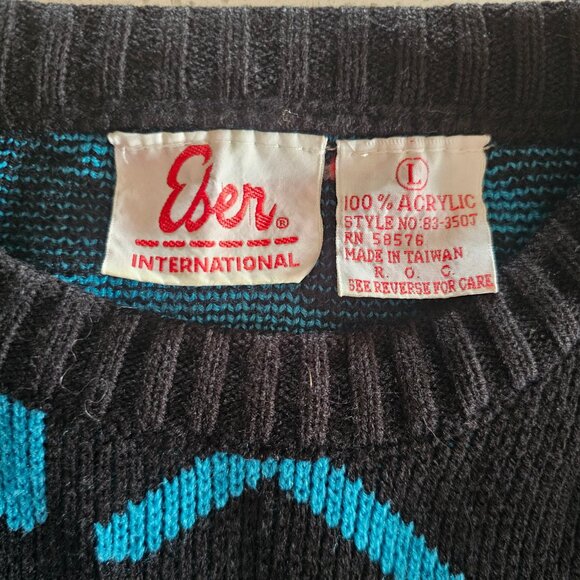 Eber®
INTERNATIONAL
L
100 % ACRYLIC
STYLE NO:83-3507
RN 58576
MADE IN TAIWAN
R. O. C.
SEE REVERSE FOR CARE